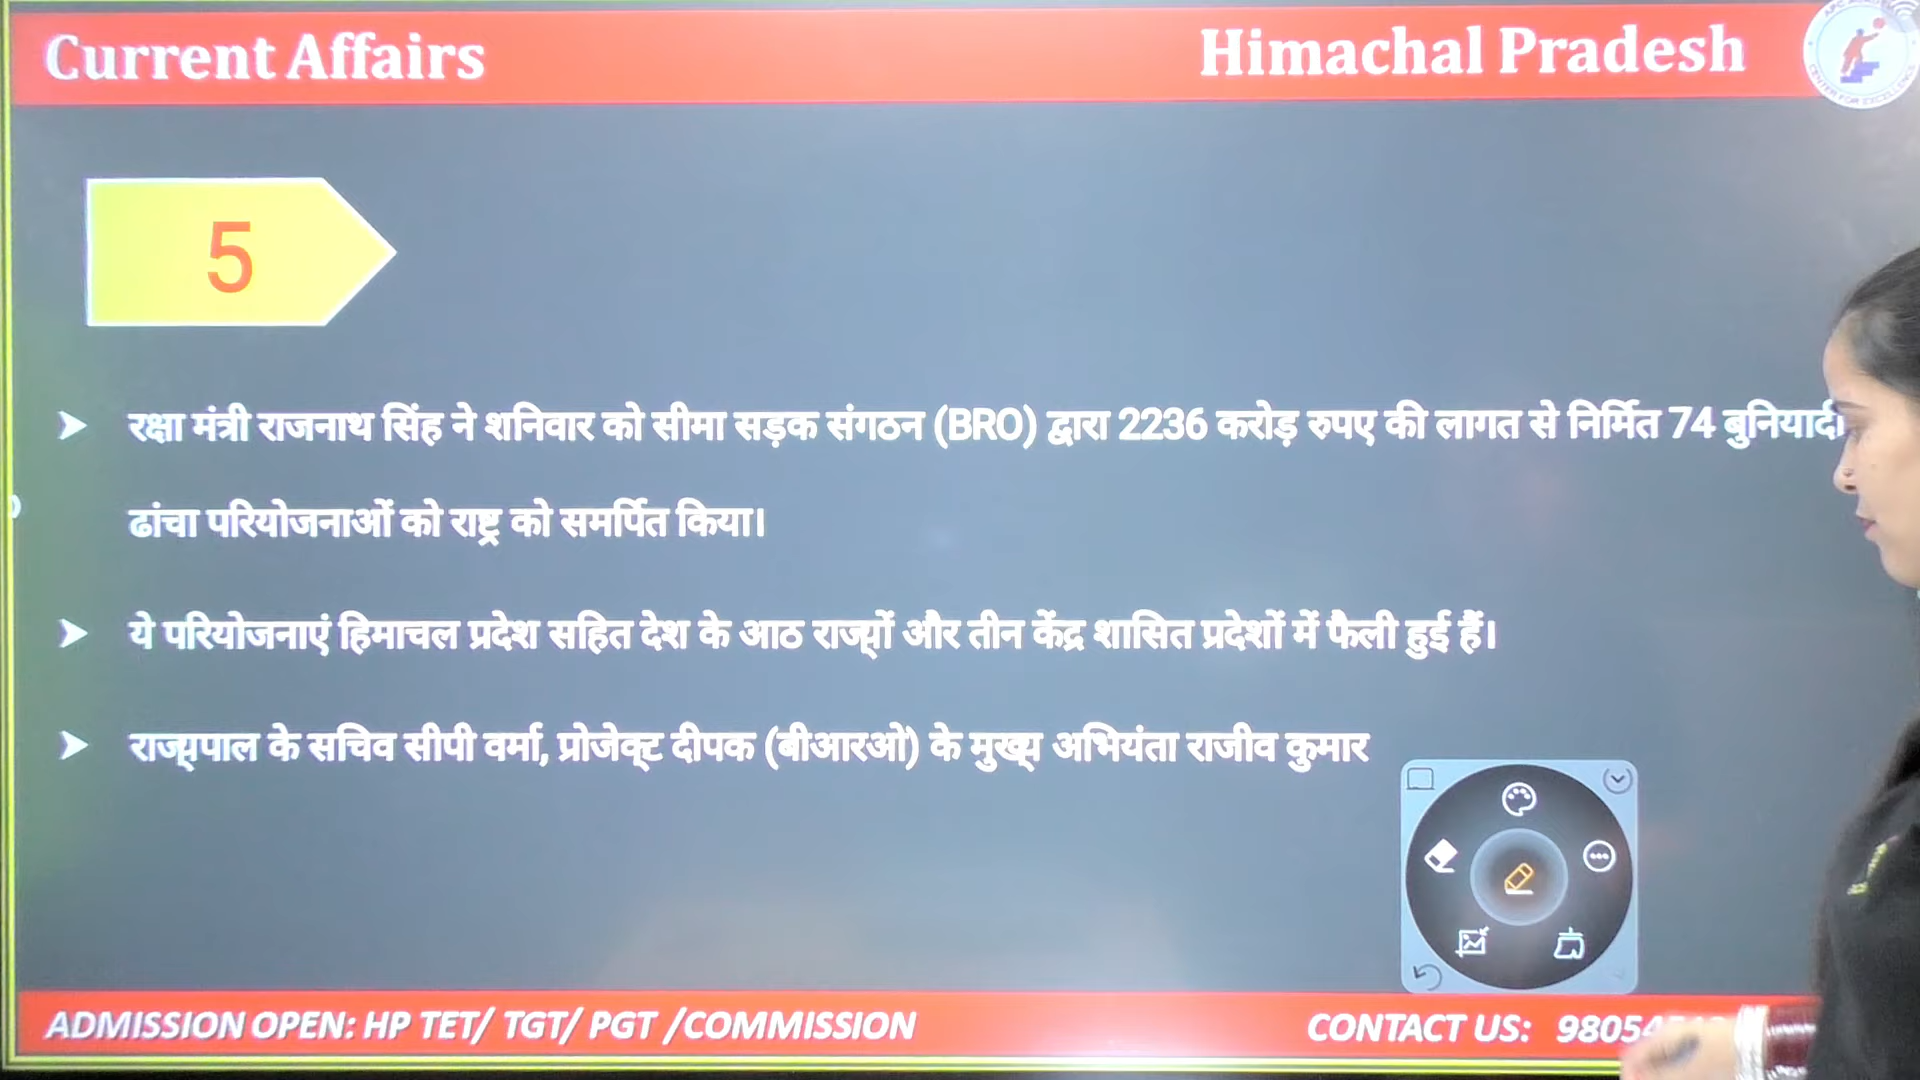 Current Affairs
Himachal Pradesh
5
रक्षा मंत्री राजनाथ सिंह ने शनिवार को सीमा सड़क संगठन (BRO) द्वारा 2236 करोड़ रुपए की लागत से निर्मित 74 बुनियादी
ढांचा परियोजनाओं को राष्ट्र को समर्पित किया।
ये परियोजनाएं हिमाचल प्रदेश सहित देश के आठ राज्यों और तीन केंद्र शासित प्रदेशों में फैली हुई हैं।
राज्यपाल के सचिव सीपी वर्मा, प्रोजेक्ट दीपक (बीआरओ) के मुख्य अभियंता राजीव कुमार
ADMISSION OPEN: HP TET/ TGT/ PGT /COMMISSION
CONTACT US: